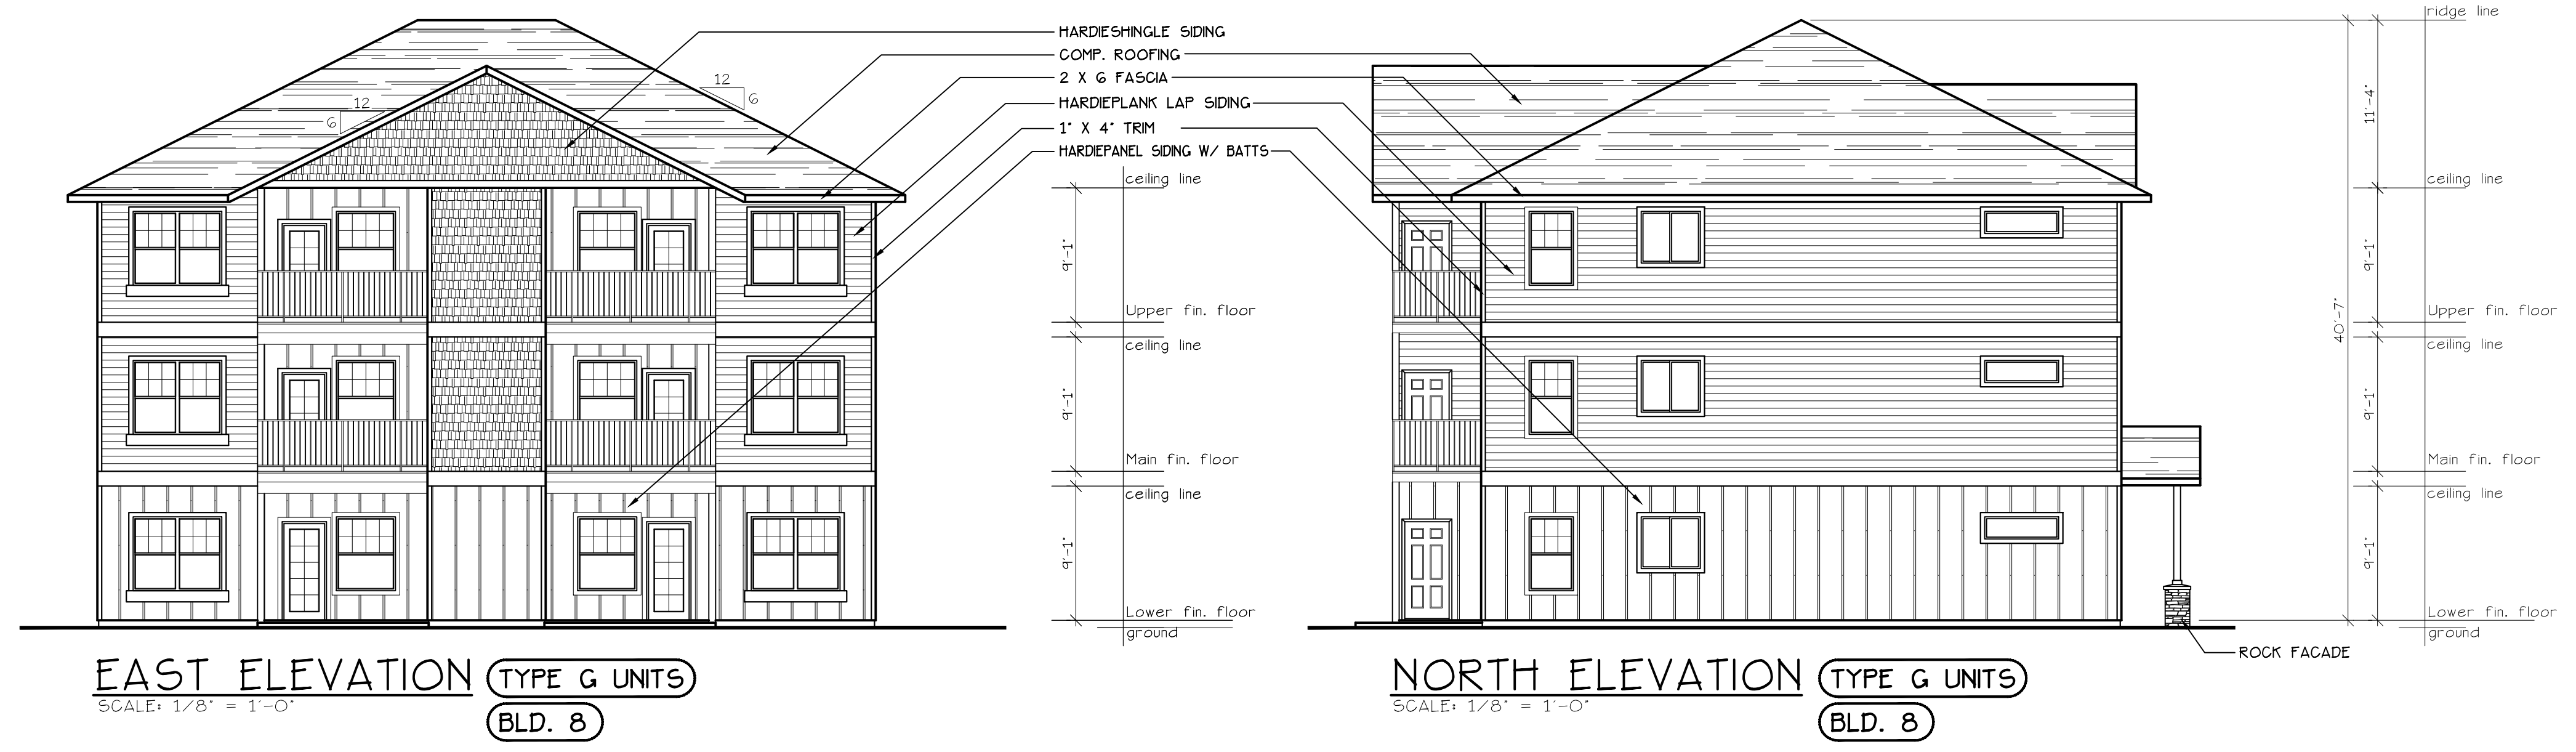 HARDIESHINGLE SIDING
COMP. ROOFING
2 X 6 FASCIA
HARDIEPLANK LAP SIDING
1" X 4" TRIM
HARDIEPANEL SIDING W/ BATTS
12
6
12
6
ceiling line
9'-1"
Upper fin. floor
ceiling line
9'-1"
Main fin. floor
ceiling line
9'-1"
Lower fin. floor
ground
ridge line
11'-4"
ceiling line
9'-1"
40'-7"
Upper fin. floor
ceiling line
9'-1"
Main fin. floor
ceiling line
9'-1"
Lower fin. floor
ground
ROCK FACADE
EAST ELEVATION TYPE G UNITS
SCALE: 1/8" = 1'-0"
BLD. 8
NORTH ELEVATION TYPE G UNITS
SCALE: 1/8" = 1'-0"
BLD. 8